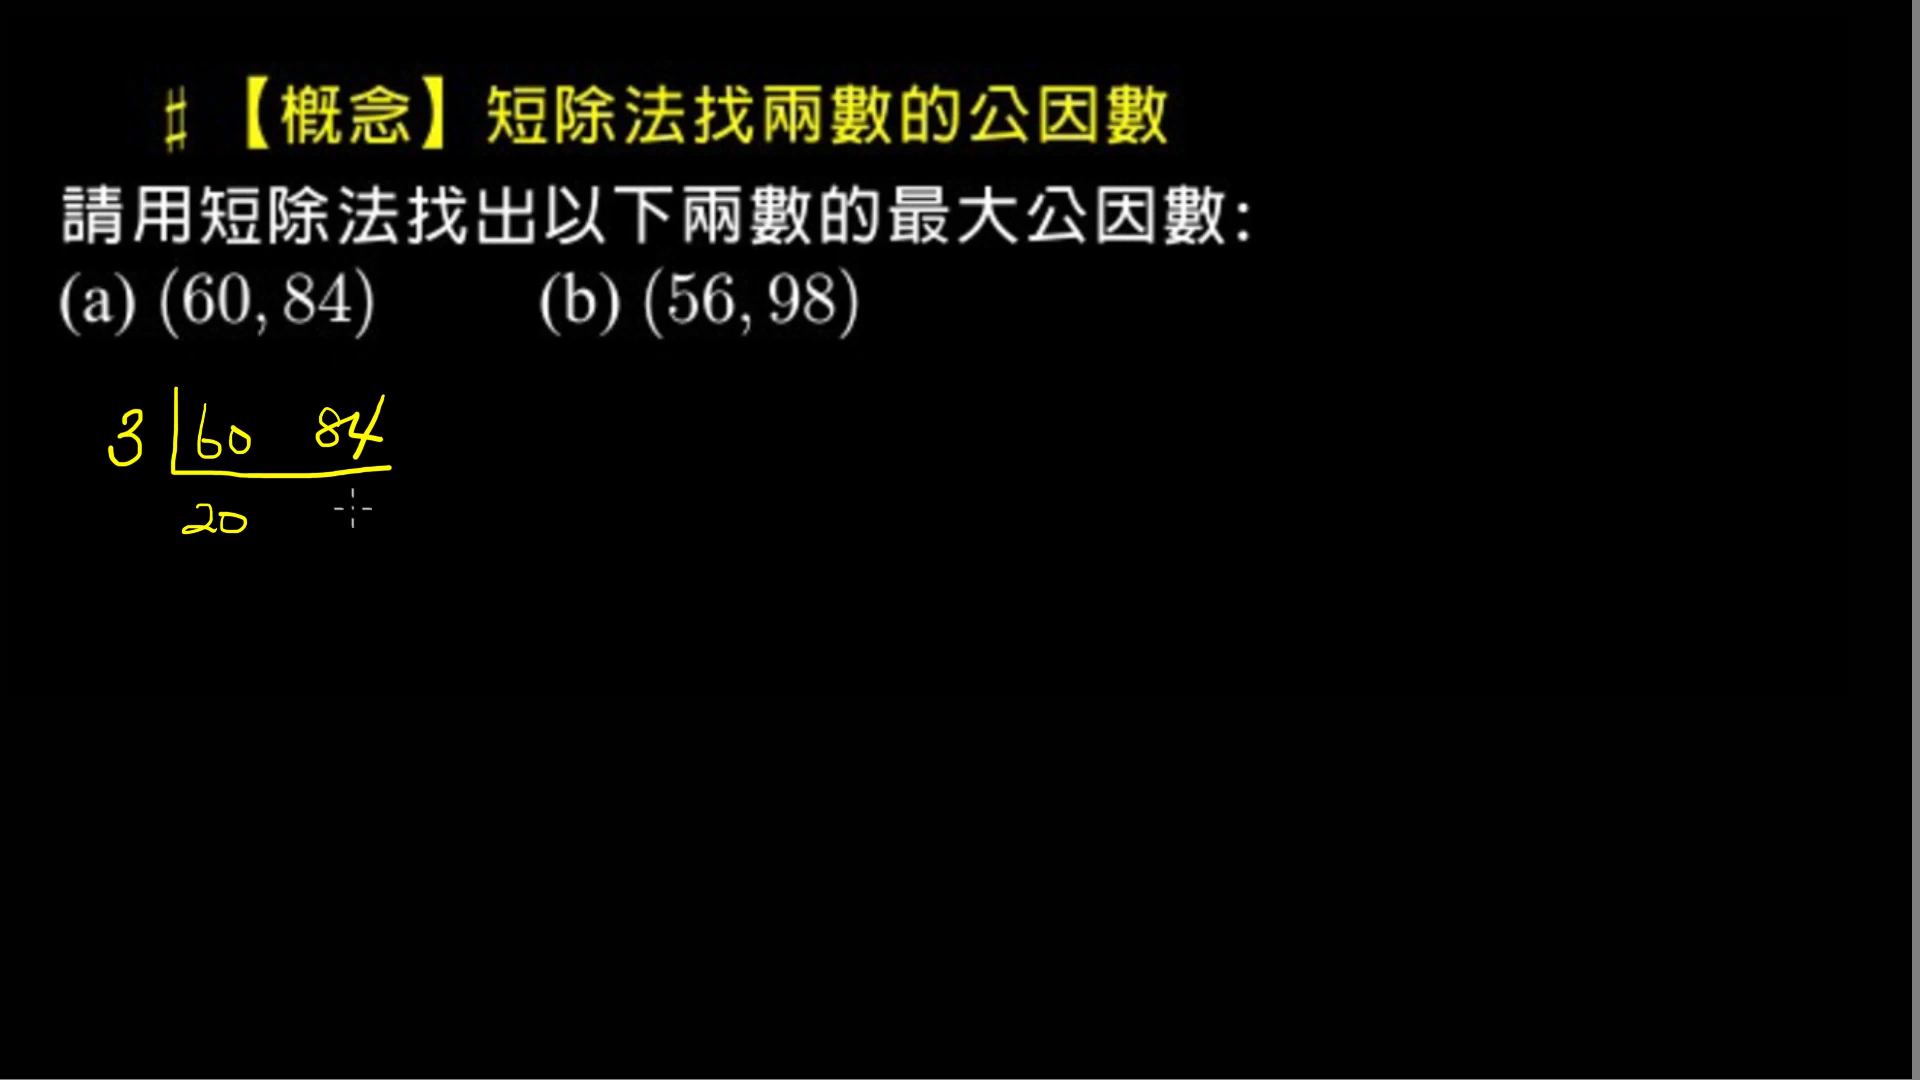 ♯【概念】短除法找兩數的公因數
請用短除法找出以下兩數的最大公因數:
(a) (60, 84) (b) (56, 98)
3 60 84
20